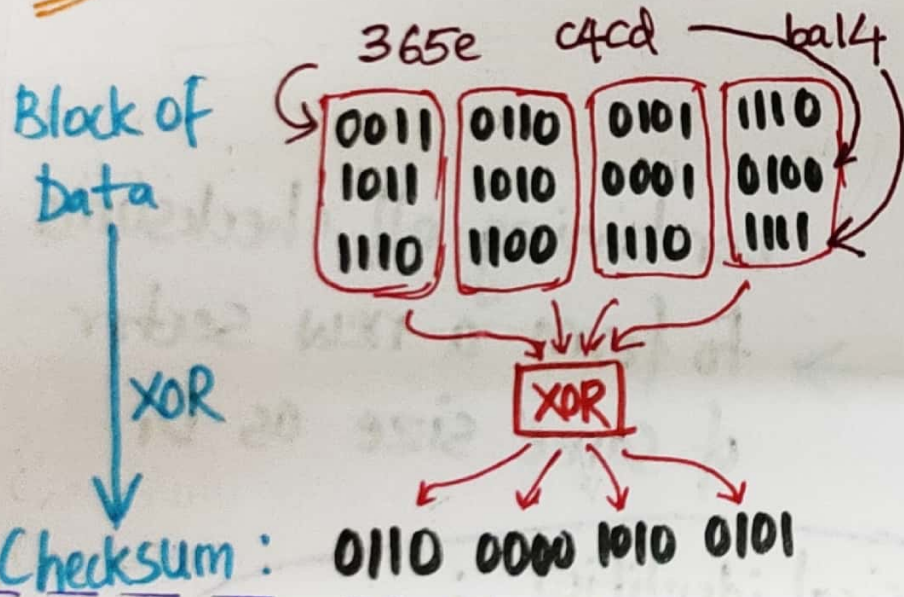 365e c4cd ba14
Block of
Data
0011 0110 0101 1110
1011 1010 0001 0100
1110 1100 1110 1111
XOR
XOR
Checksum: 0110 0000 1010 0101